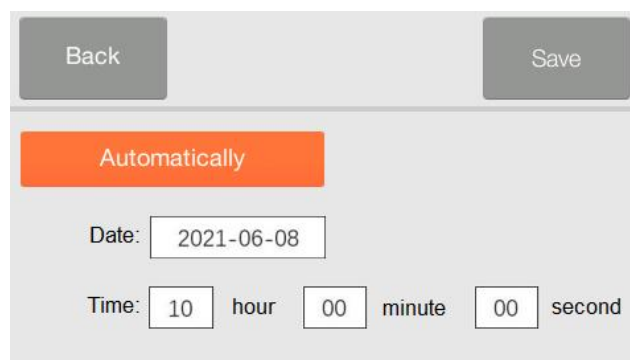 Back Save
Automatically
Date: 2021-06-08
Time: 10 hour 00 minute 00 second